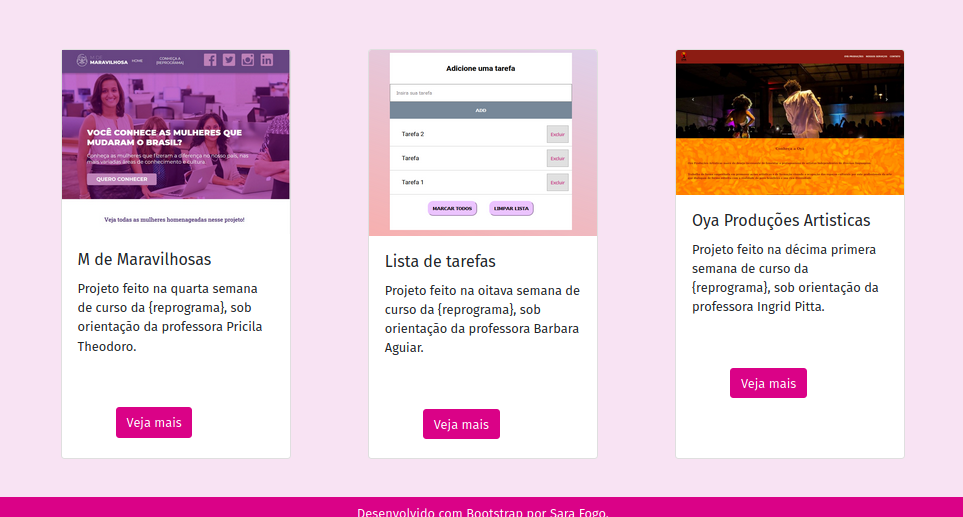 MARAVILHOSA
HOME
CONHEÇA A
{REPROGRAMA}
VOCÊ CONHECE AS MULHERES QUE
MUDARAM O BRASIL?
Conheça as mulheres que fizeram a diferença no nosso país, nas
mais variadas áreas de conhecimento e cultura.
QUERO CONHECER
Veja todas as mulheres homenageadas nesse projeto!
M de Maravilhosas
Projeto feito na quarta semana
de curso da {reprograma}, sob
orientação da professora Pricila
Theodoro.
Veja mais
Adicione uma tarefa
Insira sua tarefa
ADD
Tarefa 2
Excluir
Tarefa
Excluir
Tarefa 1
Excluir
MARCAR TODOS
LIMPAR LISTA
Lista de tarefas
Projeto feito na oitava semana de
curso da {reprograma}, sob
orientação da professora Barbara
Aguiar.
Veja mais
Oya Produções Artisticas
Projeto feito na décima primera
semana de curso da
{reprograma}, sob orientação da
professora Ingrid Pitta.
Veja mais
Desenvolvido com Bootstrap por Sara Fogo.